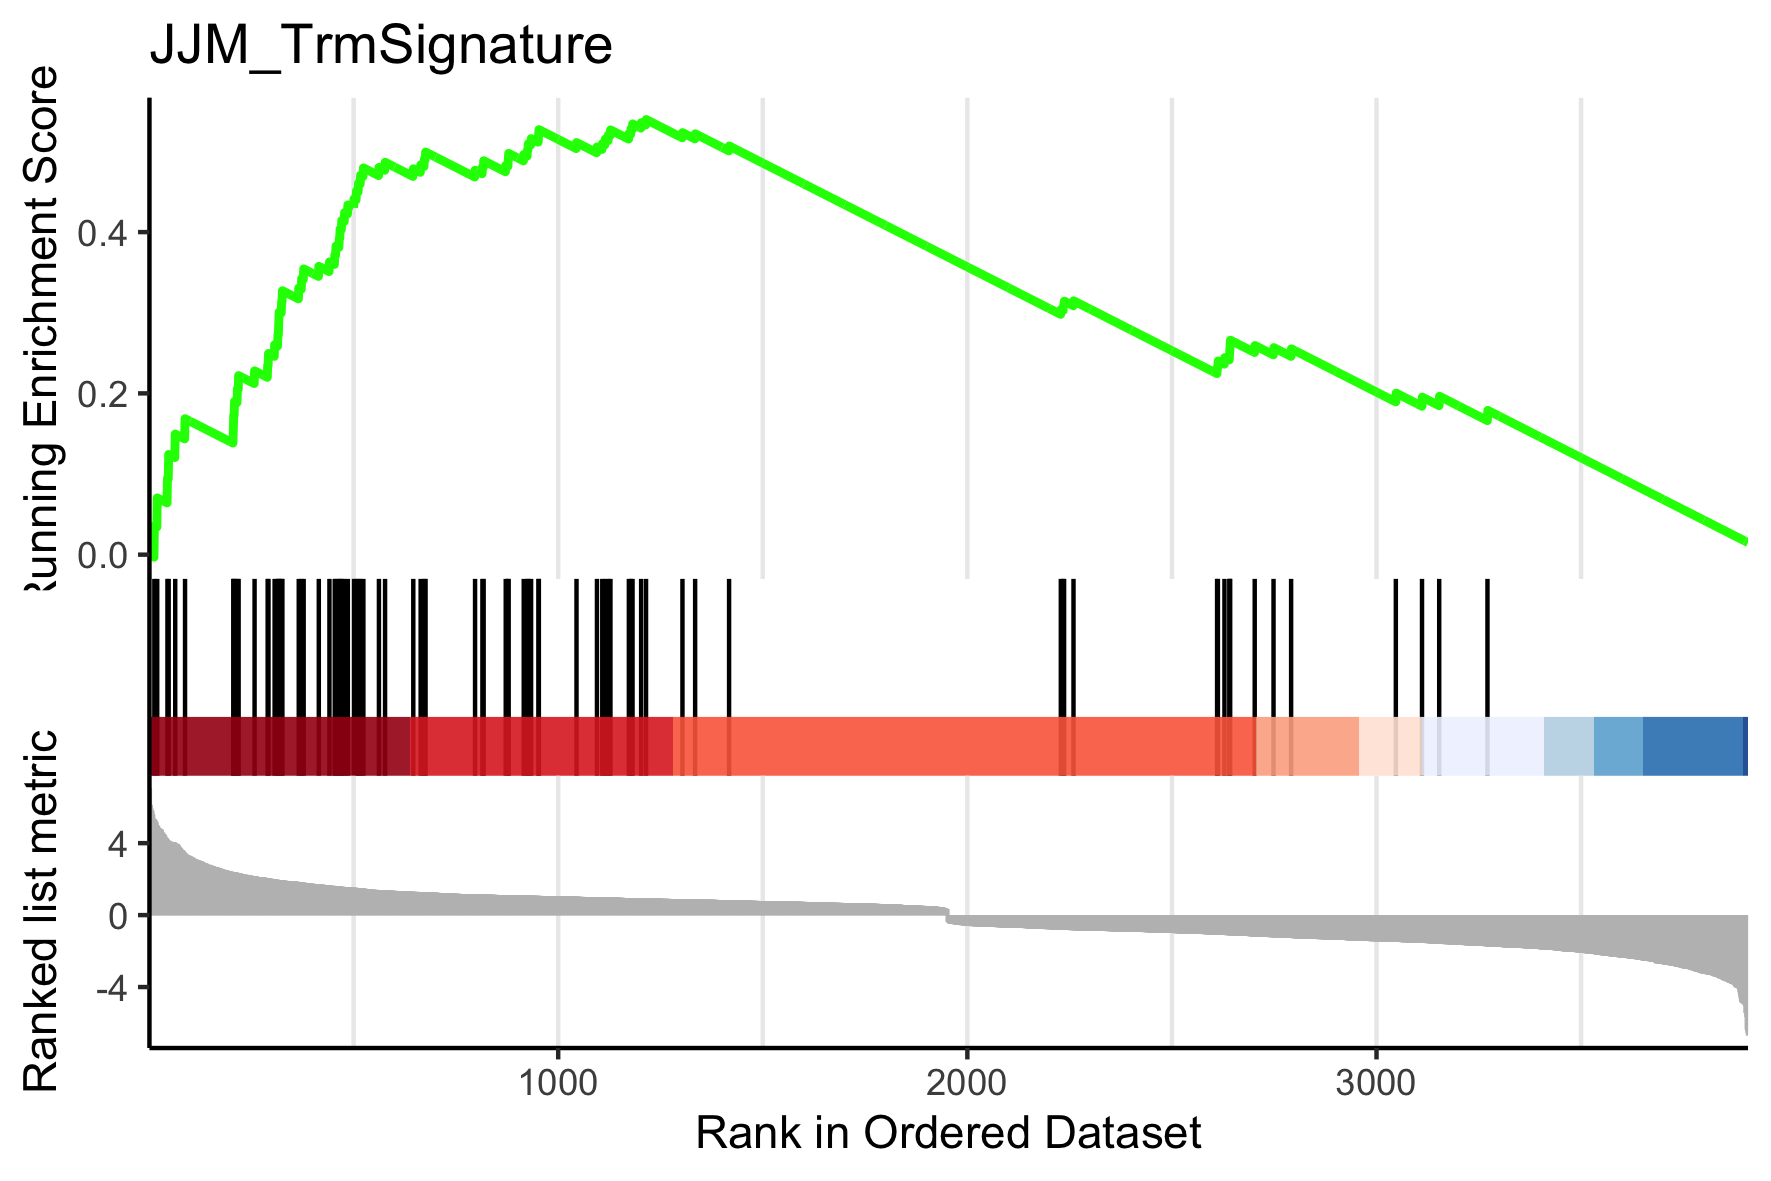 JJM_TrmSignature
Running Enrichment Score
0.4
0.2
0.0
Ranked list metric
4
0
-4
1000 2000 3000
Rank in Ordered Dataset